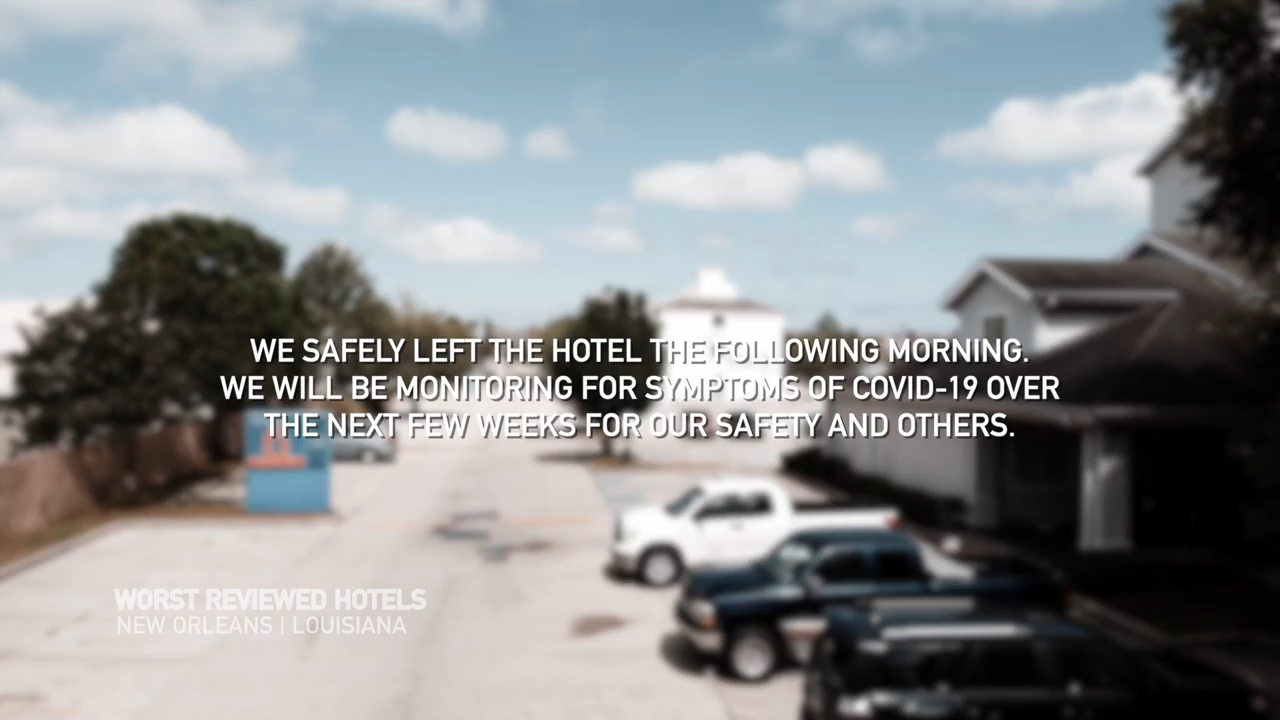 WE SAFELY LEFT THE HOTEL THE FOLLOWING MORNING.
WE WILL BE MONITORING FOR SYMPTOMS OF COVID-19 OVER
THE NEXT FEW WEEKS FOR OUR SAFETY AND OTHERS.
WORST REVIEWED HOTELS
NEW ORLEANS | LOUISIANA